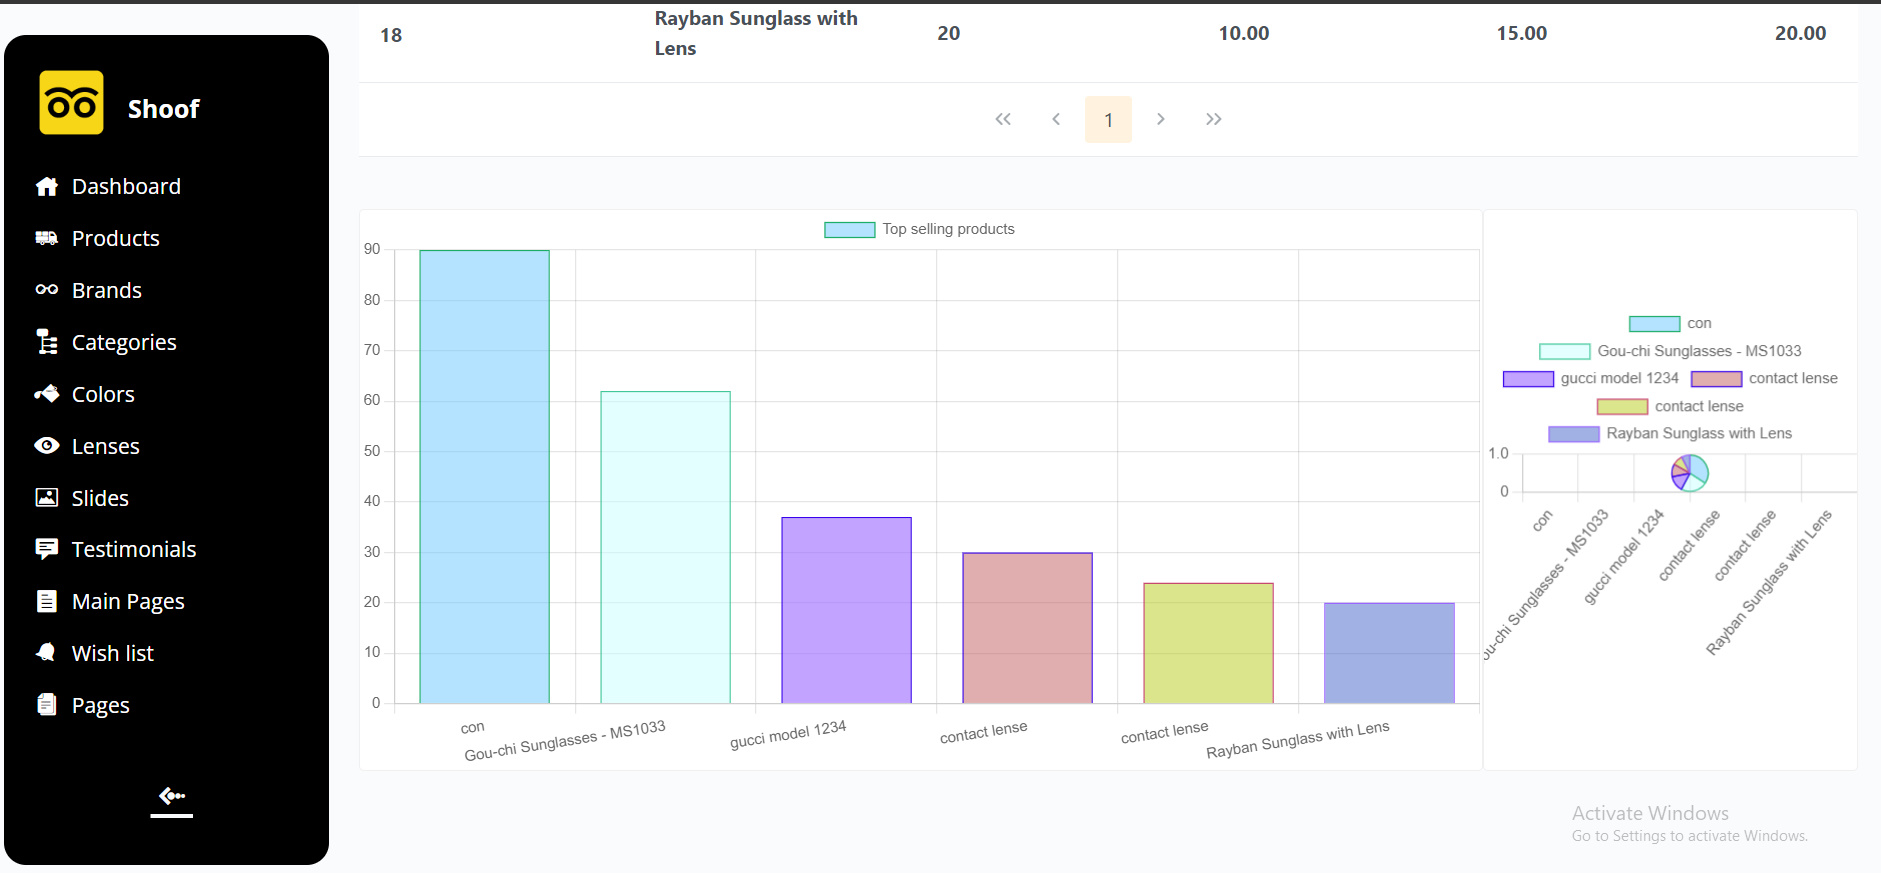 18
Rayban Sunglass with
Lens
20
10.00
15.00
20.00
Shoof
Dashboard
Products
Brands
Categories
Colors
Lenses
Slides
Testimonials
Main Pages
Wish list
Pages
1
Top selling products
90
80
70
60
50
40
30
20
10
0
con
Gou-chi Sunglasses - MS1033
gucci model 1234
contact lense
contact lense
Rayban Sunglass with Lens
con
Gou-chi Sunglasses - MS1033
gucci model 1234 contact lense
contact lense
Rayban Sunglass with Lens
1.0
0
con
ou-chi Sunglasses - MS1033
gucci model 1234
contact lense
contact lense
Rayban Sunglass with Lens
Activate Windows
Go to Settings to activate Windows.